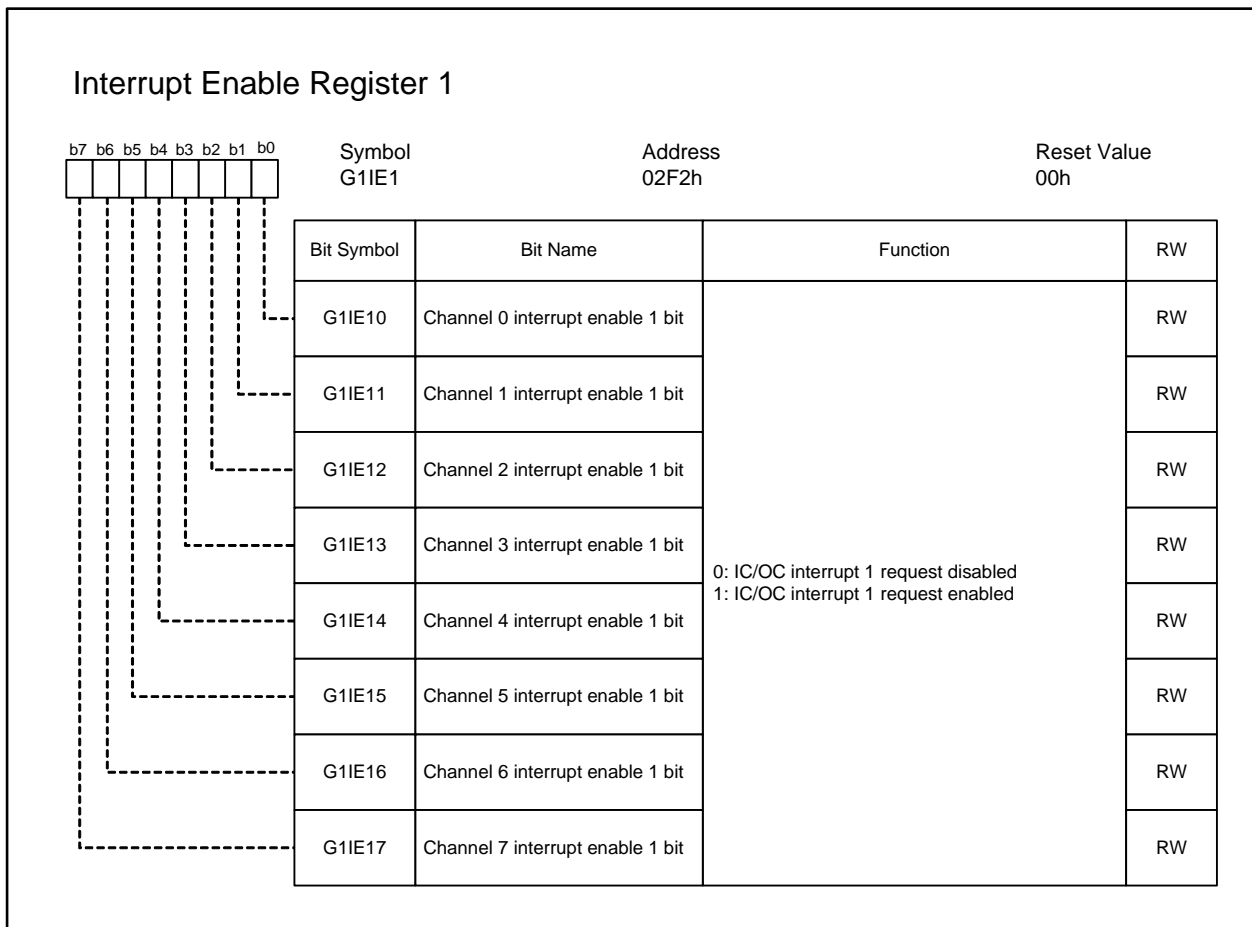 Interrupt Enable Register 1
b7 b6 b5 b4 b3 b2 b1 b0
Symbol Address Reset Value
G1IE1 02F2h 00h
Bit Symbol Bit Name Function RW
G1IE10 Channel 0 interrupt enable 1 bit RW
G1IE11 Channel 1 interrupt enable 1 bit RW
G1IE12 Channel 2 interrupt enable 1 bit RW
G1IE13 Channel 3 interrupt enable 1 bit RW
0: IC/OC interrupt 1 request disabled
1: IC/OC interrupt 1 request enabled
G1IE14 Channel 4 interrupt enable 1 bit RW
G1IE15 Channel 5 interrupt enable 1 bit RW
G1IE16 Channel 6 interrupt enable 1 bit RW
G1IE17 Channel 7 interrupt enable 1 bit RW